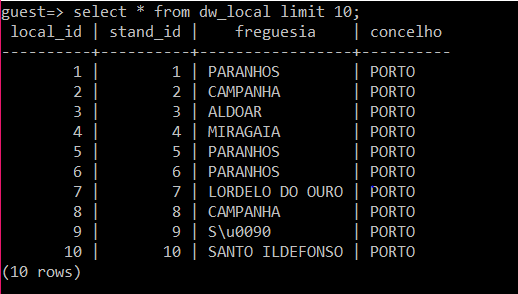 guest=> select * from dw_local limit 10;
 local_id | stand_id |    freguesia     | concelho
----------+----------+------------------+----------
        1 |        1 | PARANHOS         | PORTO
        2 |        2 | CAMPANHA         | PORTO
        3 |        3 | ALDOAR           | PORTO
        4 |        4 | MIRAGAIA         | PORTO
        5 |        5 | PARANHOS         | PORTO
        6 |        6 | PARANHOS         | PORTO
        7 |        7 | LORDELO DO OURO  | PORTO
        8 |        8 | CAMPANHA         | PORTO
        9 |        9 | S\u0090          | PORTO
       10 |       10 | SANTO ILDEFONSO  | PORTO
(10 rows)